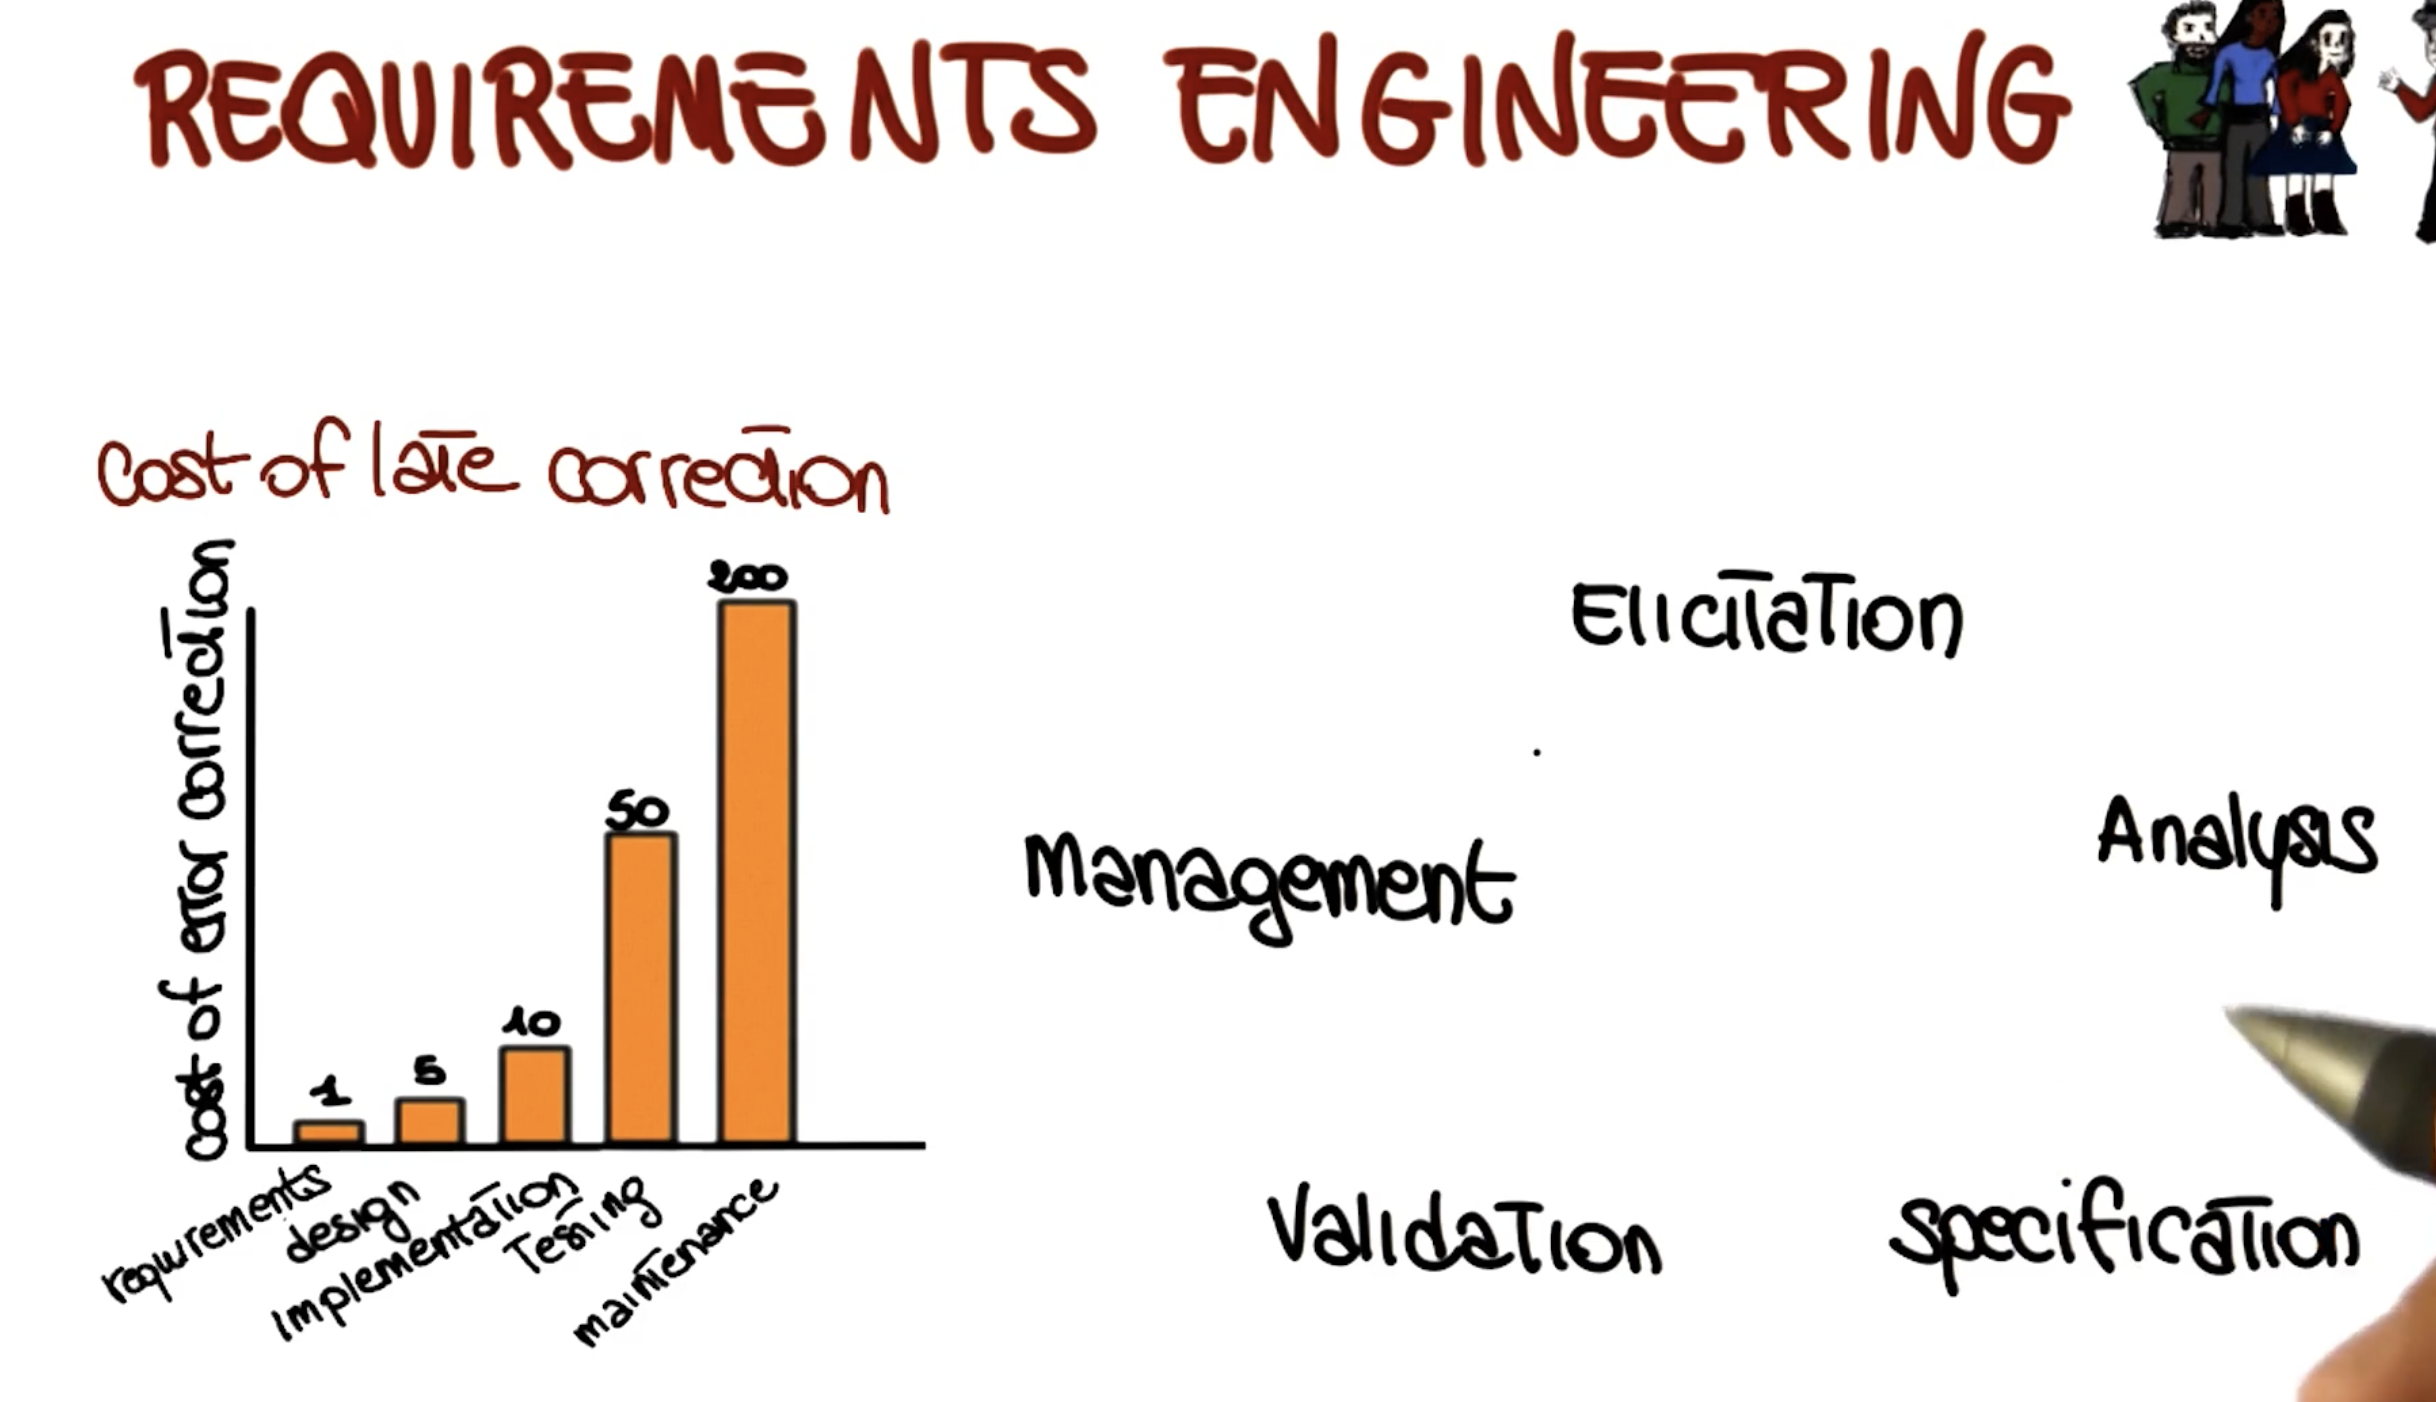 REQUIREMENTS ENGINEERING
cost of late correction
cost of error correction
200
50
10
5
1
requirements
design
implementation
Testing
maintenance
Elicitation
Management
Analysis
Validation
specification